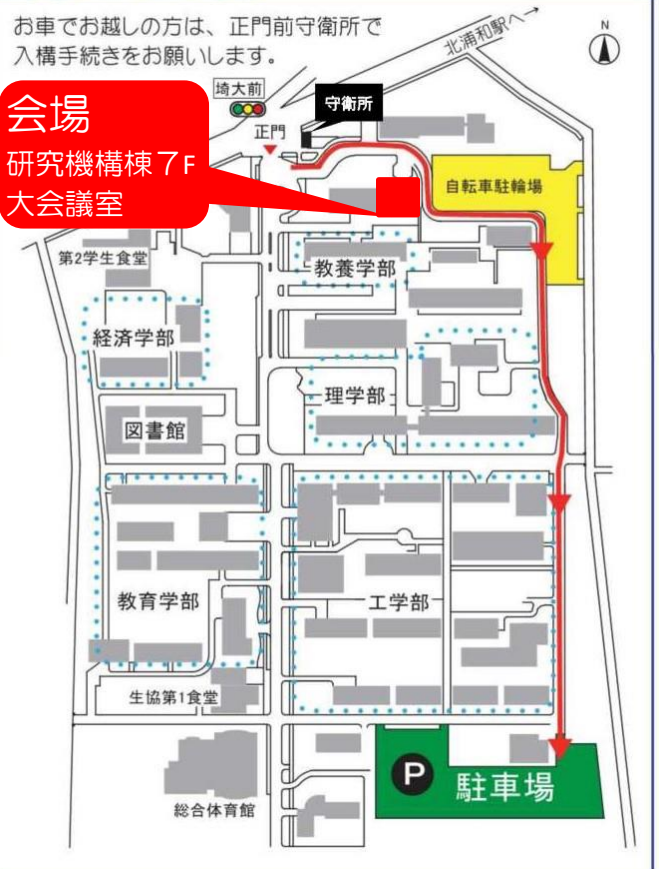 お車でお越しの方は、正門前守衛所で
入構手続きをお願いします。
北浦和駅へ→
N
埼大前
守衛所
正門
会場
研究機構棟7F
大会議室
自転車駐輪場
第2学生食堂
教養学部
経済学部
理学部
図書館
教育学部
工学部
生協第1食堂
P
駐車場
総合体育館